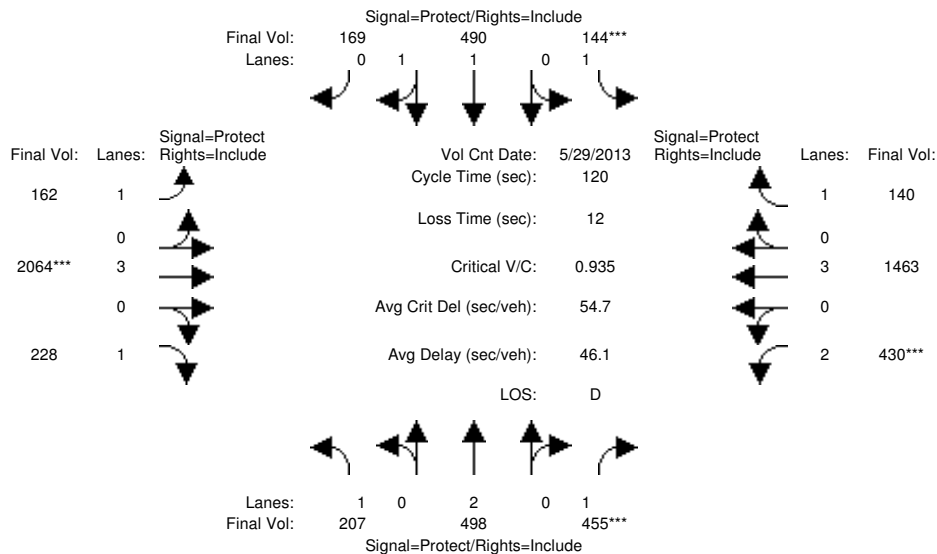 Signal=Protect/Rights=Include
Final Vol: 169 490 144***
Lanes: 0 1 1 0 1
Signal=Protect
Final Vol: Lanes: Rights=Include
Vol Cnt Date: 5/29/2013
Signal=Protect
Rights=Include Lanes: Final Vol:
Cycle Time (sec): 120
162 1
1 140
Loss Time (sec): 12
0
0
2064*** 3
Critical V/C: 0.935
3 1463
0
Avg Crit Del (sec/veh): 54.7
0
228 1
Avg Delay (sec/veh): 46.1
2 430***
LOS: D
Lanes: 1 0 2 0 1
Final Vol: 207 498 455***
Signal=Protect/Rights=Include